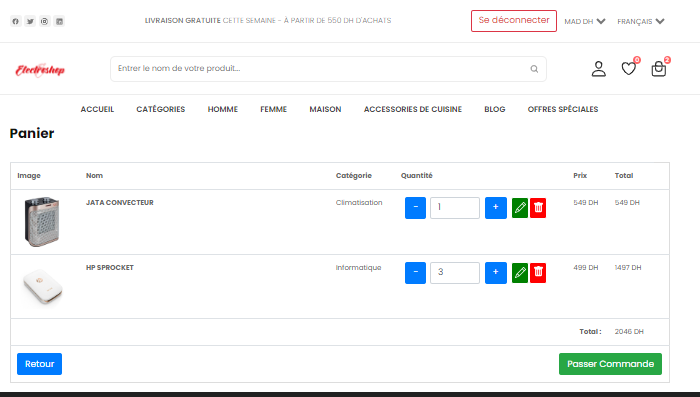 LIVRAISON GRATUITE CETTE SEMAINE - À PARTIR DE 550 DH D'ACHATS
Se déconnecter
MAD DH
FRANÇAIS
Electroshop
Entrer le nom de votre produit...
0
2
ACCUEIL CATÉGORIES HOMME FEMME MAISON ACCESSORIES DE CUISINE BLOG OFFRES SPÉCIALES
Panier
Image Nom Catégorie Quantité Prix Total
JATA CONVECTEUR Climatisation - 1 + 549 DH 549 DH
HP SPROCKET Informatique - 3 + 499 DH 1497 DH
Total : 2046 DH
Retour Passer Commande